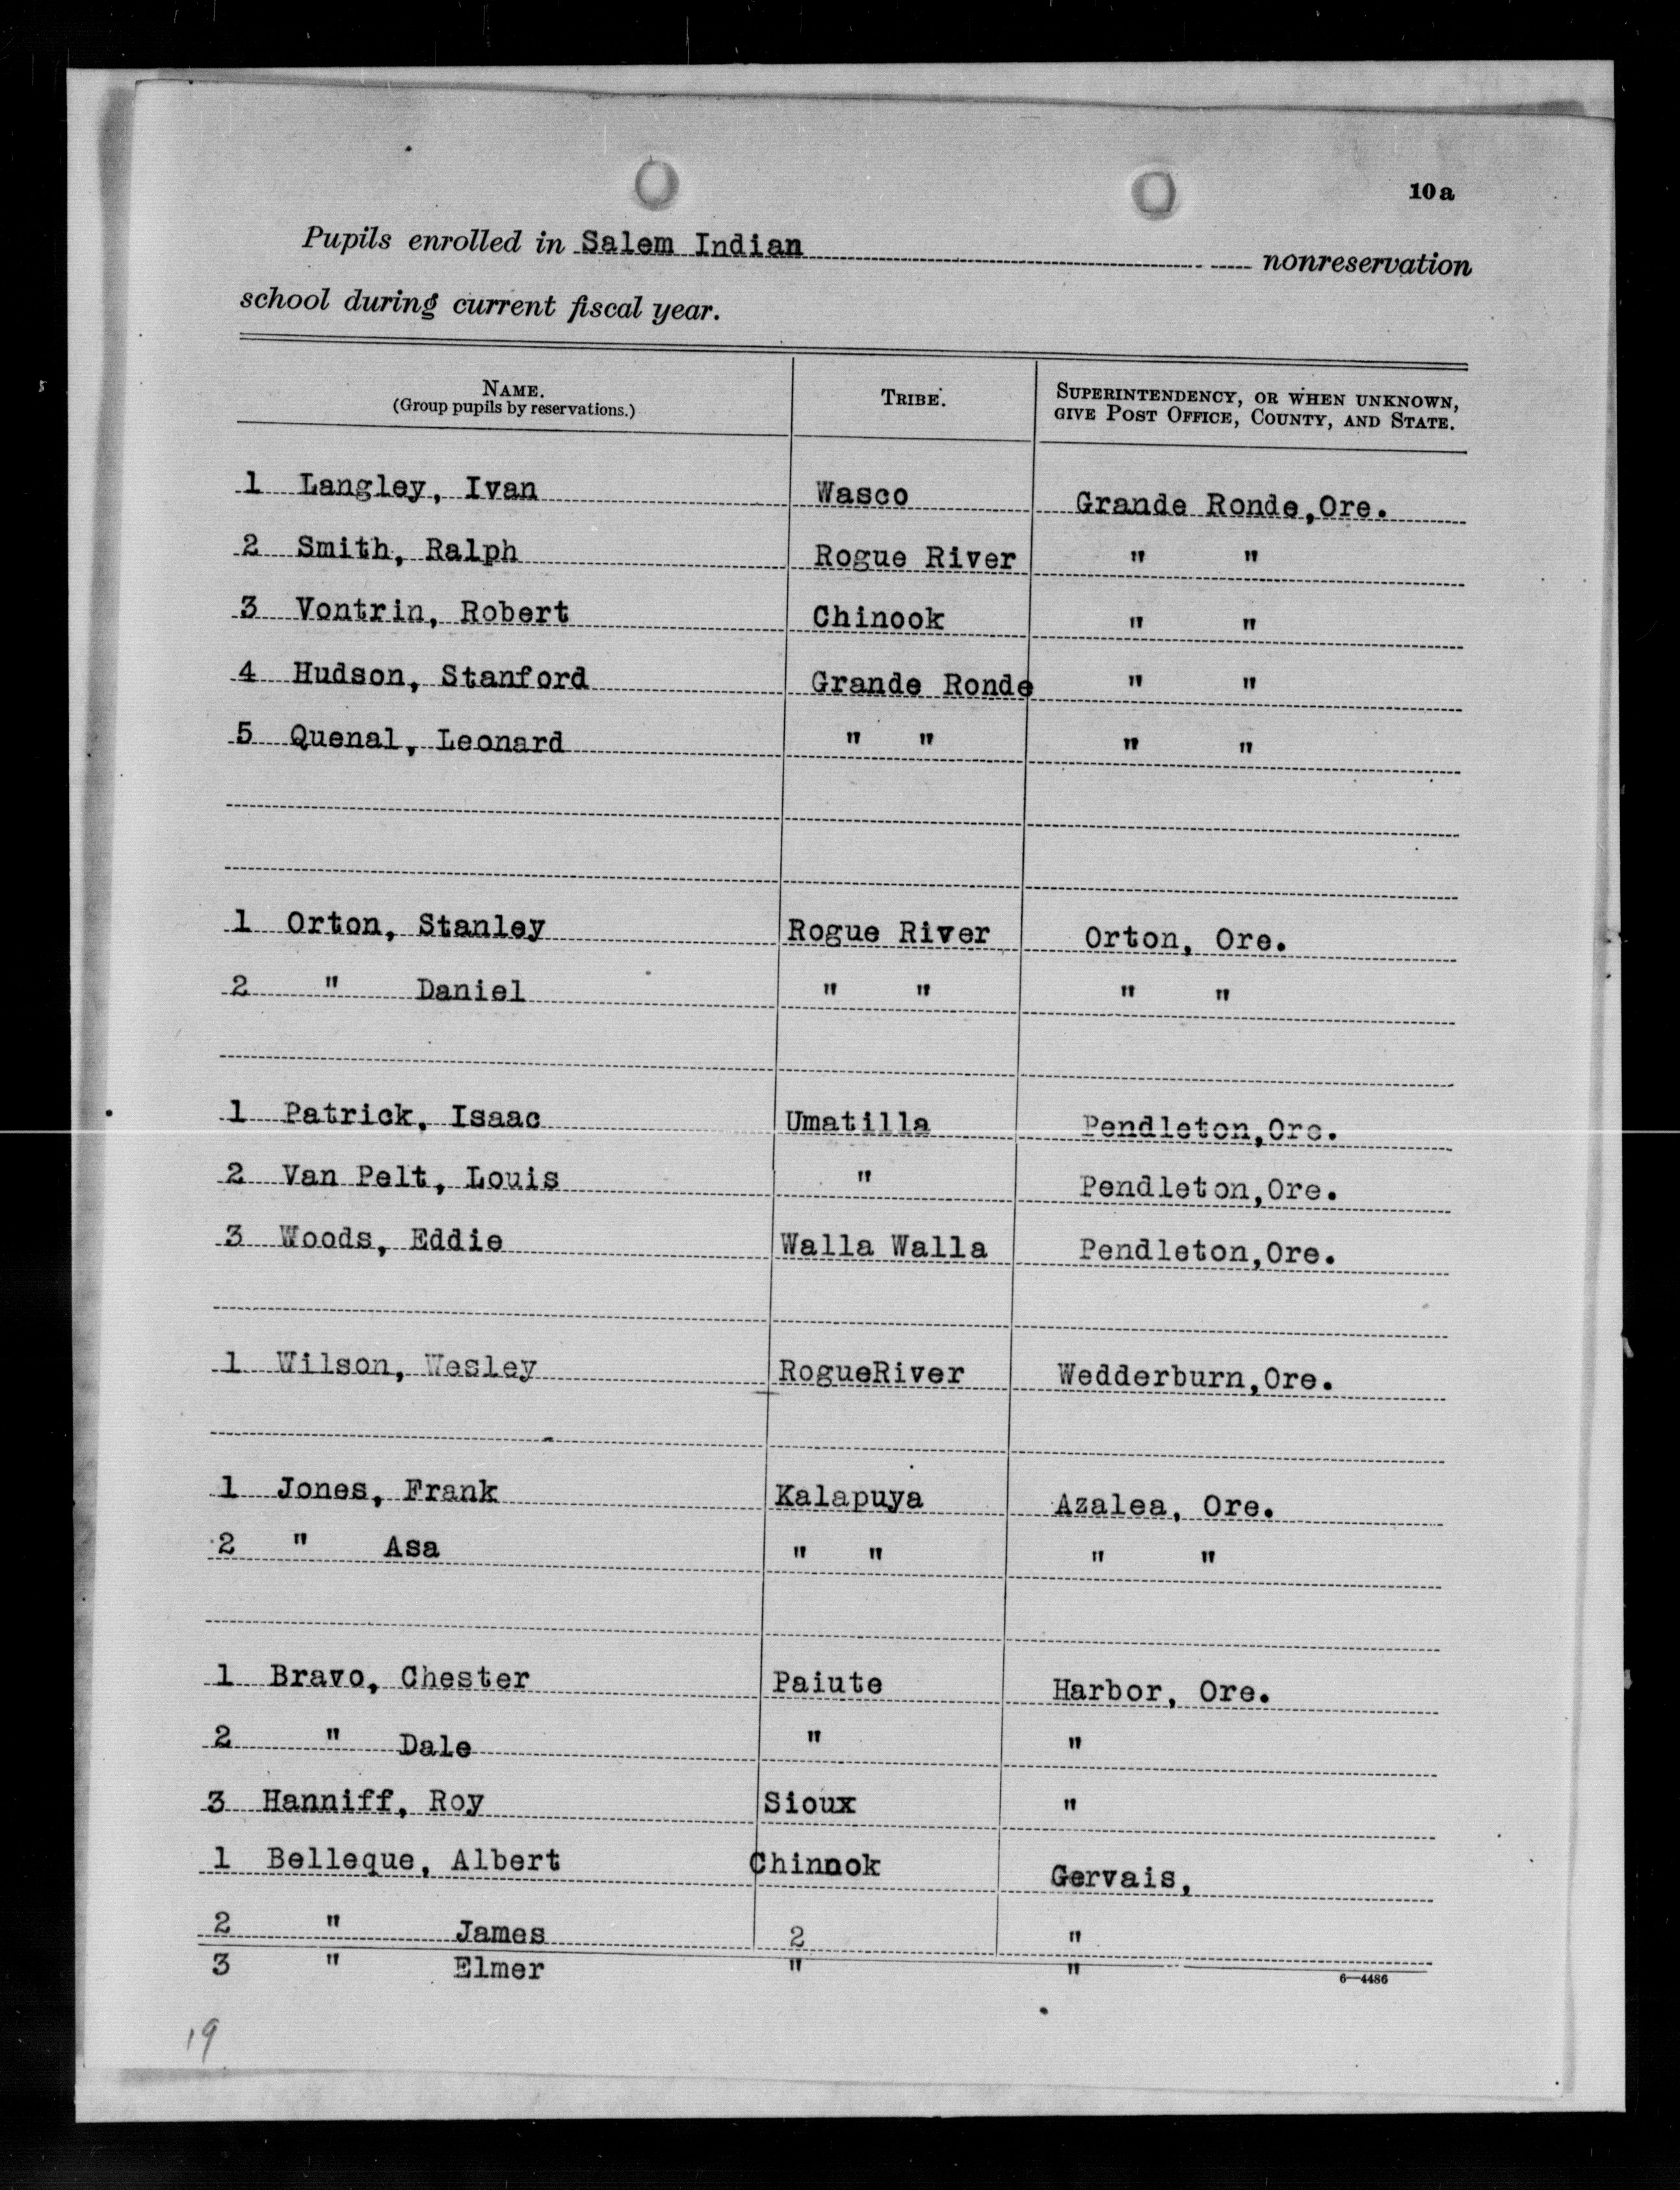 10a
Pupils enrolled in Salem Indian nonreservation
school during current fiscal year.
NAME. TRIBE. SUPERINTENDENCY, OR WHEN UNKNOWN,
(Group pupils by reservations.) GIVE POST OFFICE, COUNTY, AND STATE.
1 Langley, Ivan Wasco Grande Ronde,Ore.
2 Smith, Ralph Rogue River " "
3 Vontrin, Robert Chinook " "
4 Hudson, Stanford Grande Ronde " "
5 Quenal, Leonard " " " "
1 Orton, Stanley Rogue River Orton, Ore.
2 " Daniel " " " "
1 Patrick, Isaac Umatilla Pendleton,Ore.
2 Van Pelt, Louis " Pendleton,Ore.
3 Woods, Eddie Walla Walla Pendleton,Ore.
1 Wilson, Wesley RogueRiver Wedderburn,Ore.
1 Jones, Frank Kalapuya Azalea, Ore.
2 " Asa " " " "
1 Bravo, Chester Paiute Harbor, Ore.
2 " Dale " "
3 Hanniff, Roy Sioux "
1 Belleque, Albert Chinnok Gervais,
2 " James 2 "
3 " Elmer " "
6—4486
19